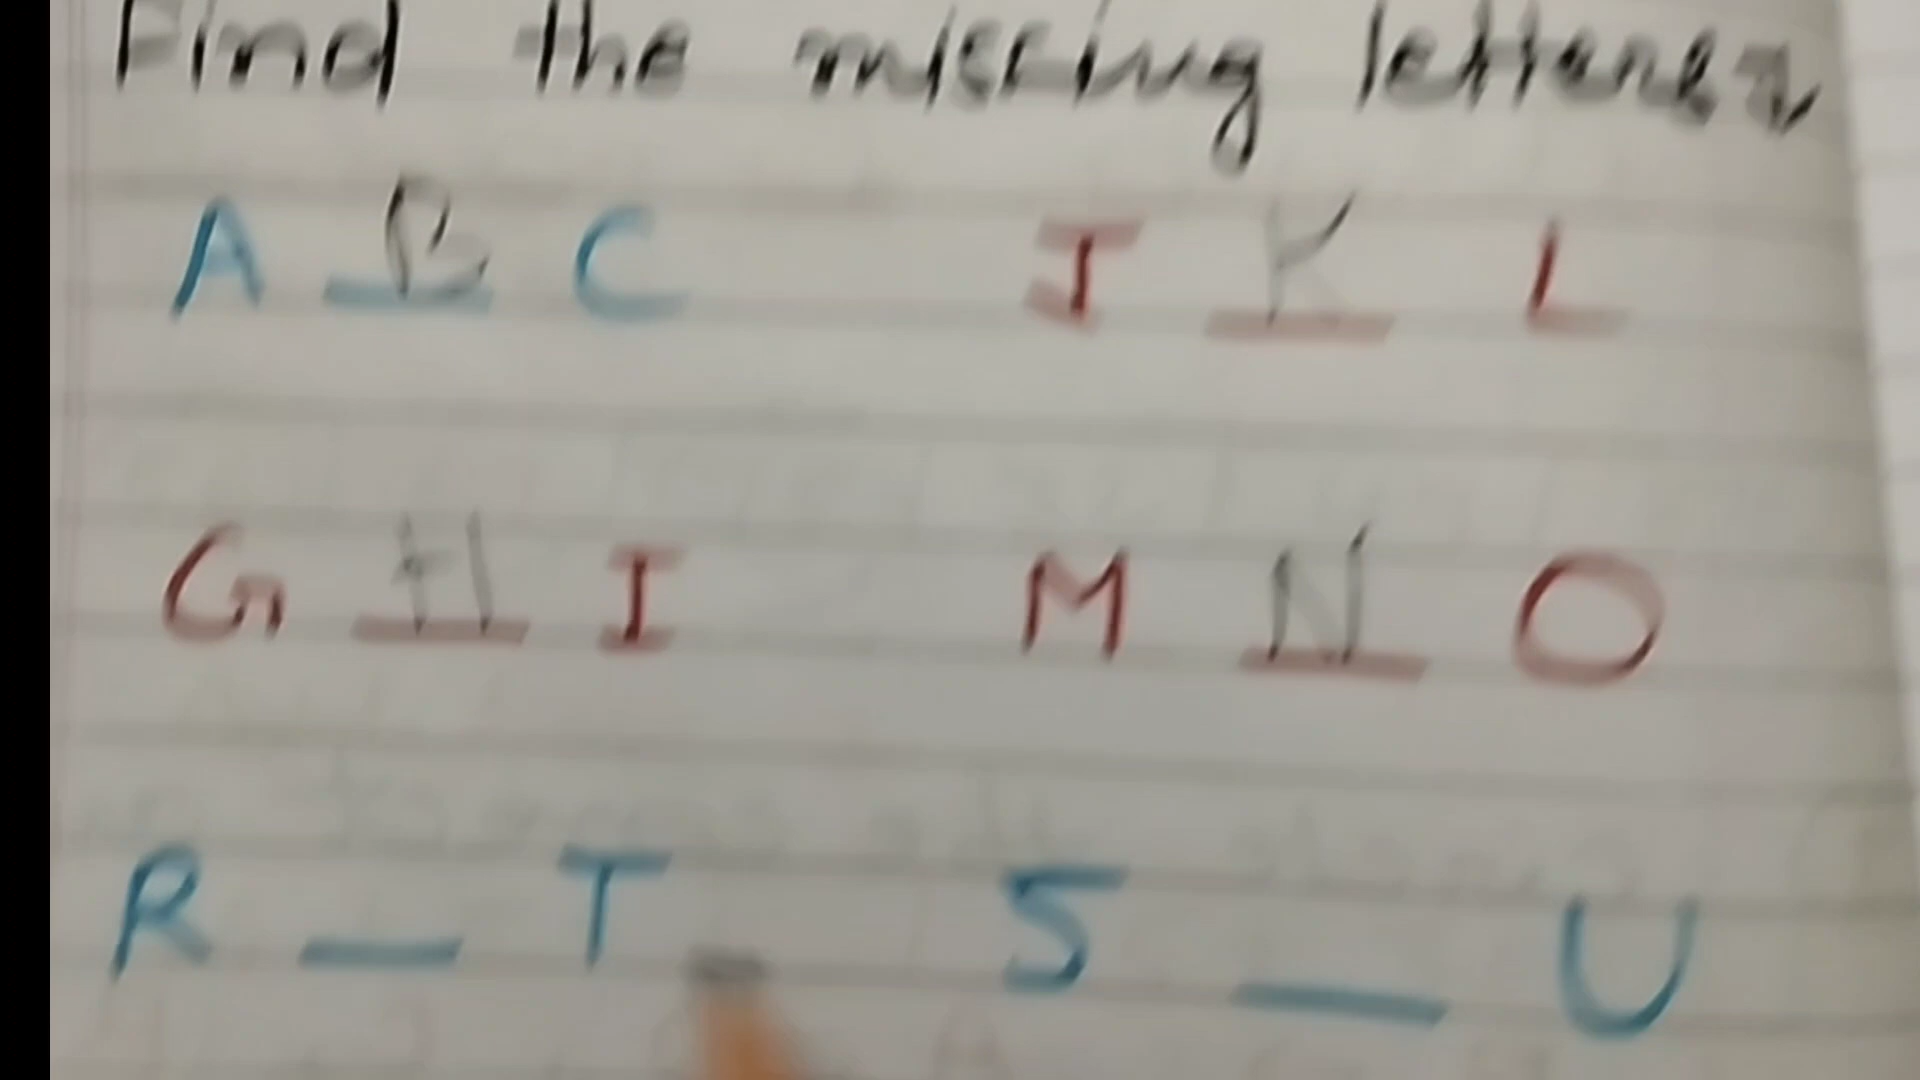 Find the missing letters
A B C J K L
G H I M N O
R _ T S _ U